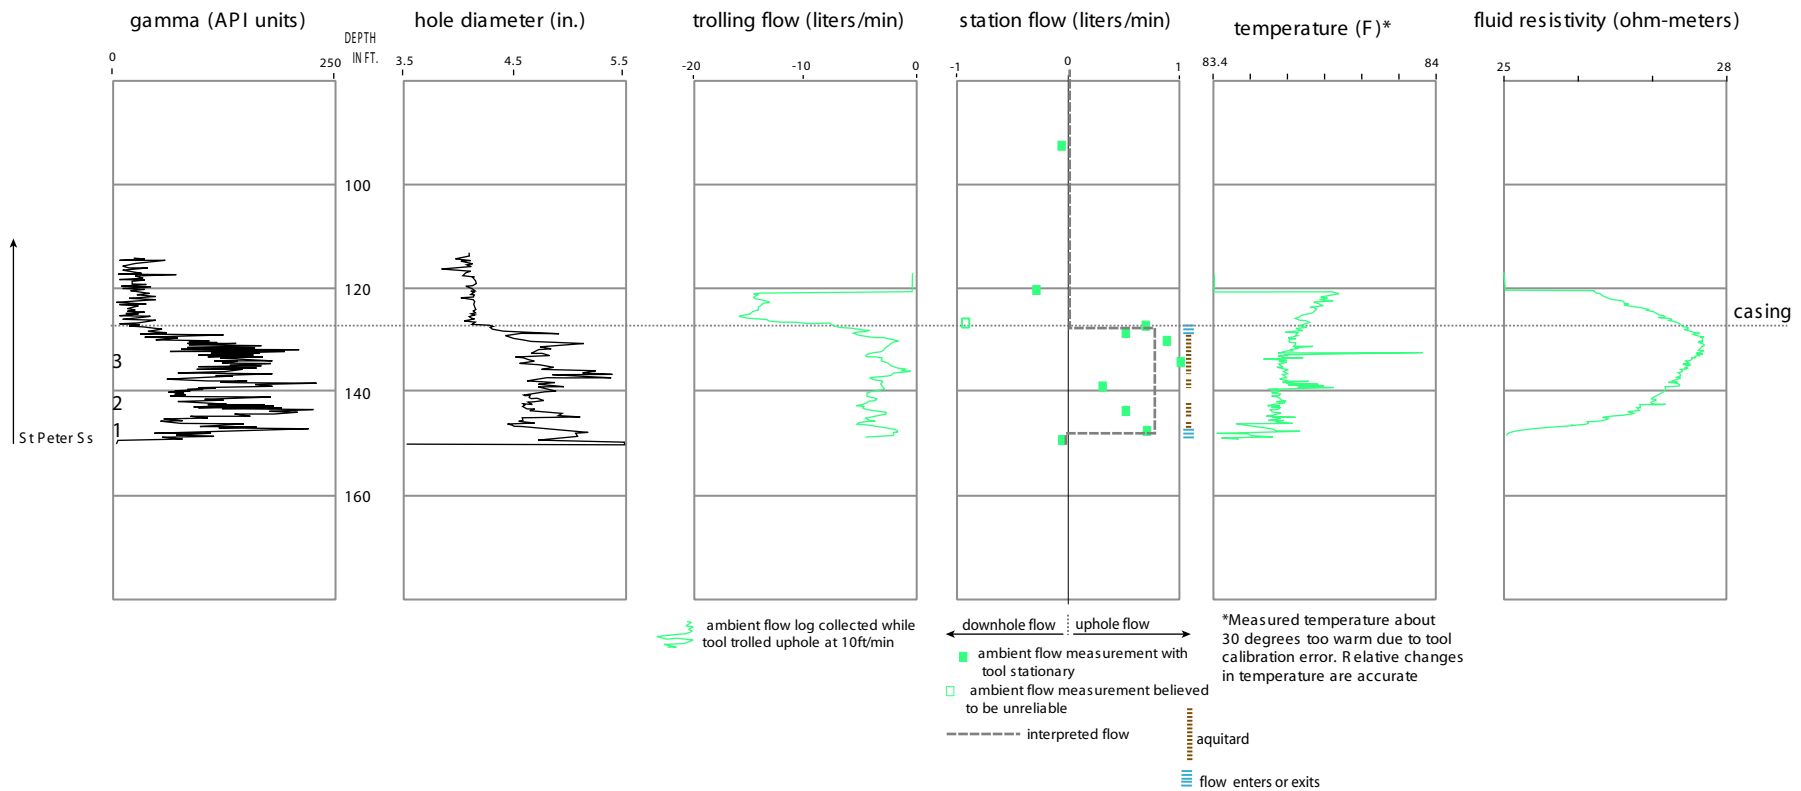 gamma (API units)
hole diameter (in.)
trolling flow (liters/min)
station flow (liters/min)
temperature (F)*
fluid resistivity (ohm-meters)
DEPTH
IN FT.
0
250
3.5
4.5
5.5
-20
-10
0
-1
0
1
83.4
84
25
28
100
120
casing
3
140
2
1
St Peter Ss
160
downhole flow
uphole flow
ambient flow log collected while
tool trolled uphole at 10ft/min
ambient flow measurement with
tool stationary
ambient flow measurement believed
to be unreliable
interpreted flow
aquitard
flow enters or exits
*Measured temperature about
30 degrees too warm due to tool
calibration error. Relative changes
in temperature are accurate